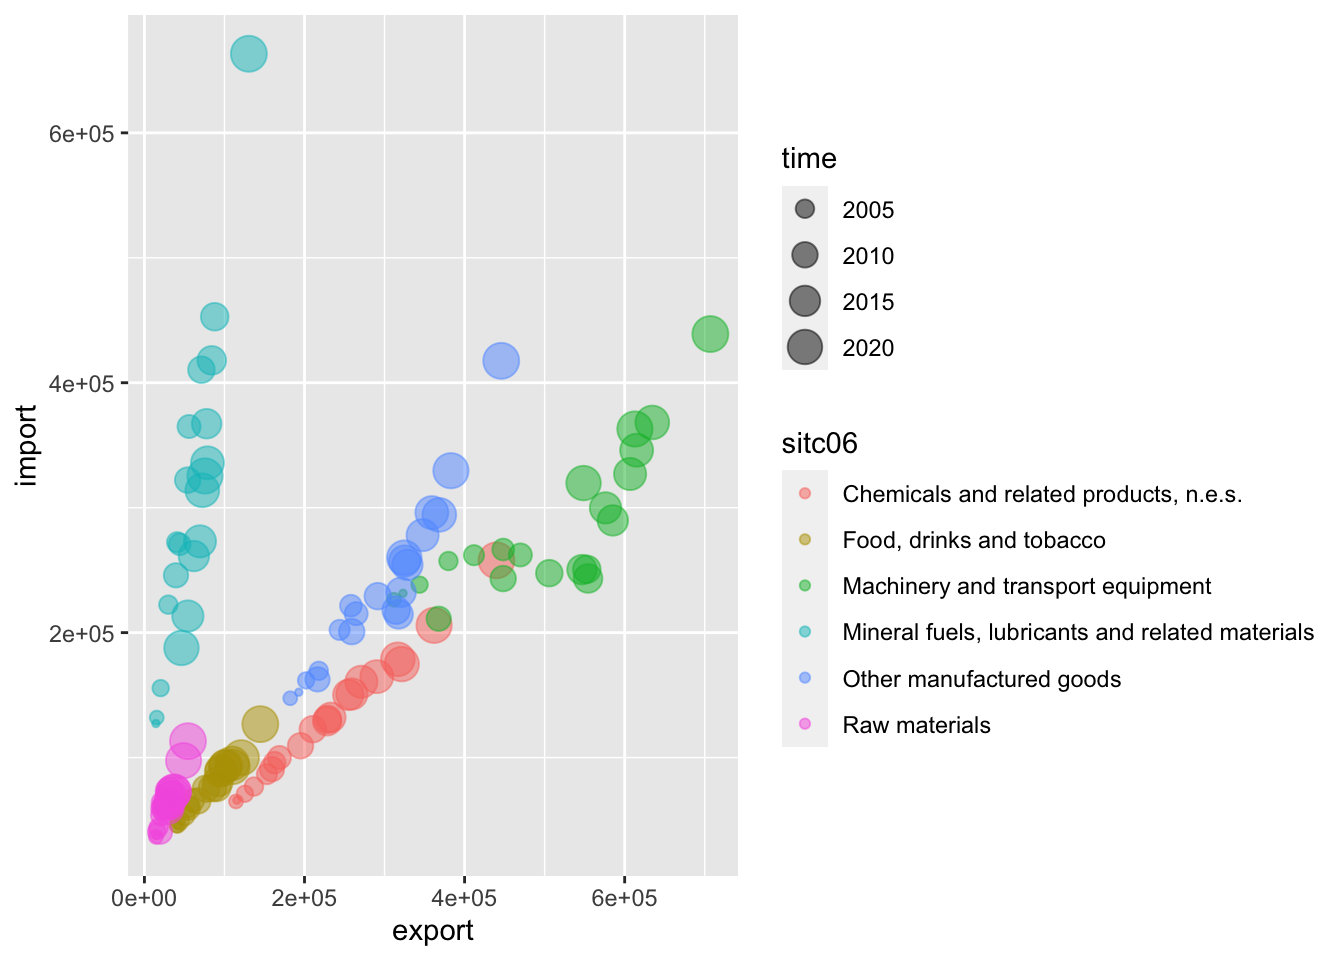 6e+05
4e+05
2e+05
import
0e+00
2e+05
4e+05
6e+05
export
time
2005
2010
2015
2020
sitc06
Chemicals and related products, n.e.s.
Food, drinks and tobacco
Machinery and transport equipment
Mineral fuels, lubricants and related materials
Other manufactured goods
Raw materials